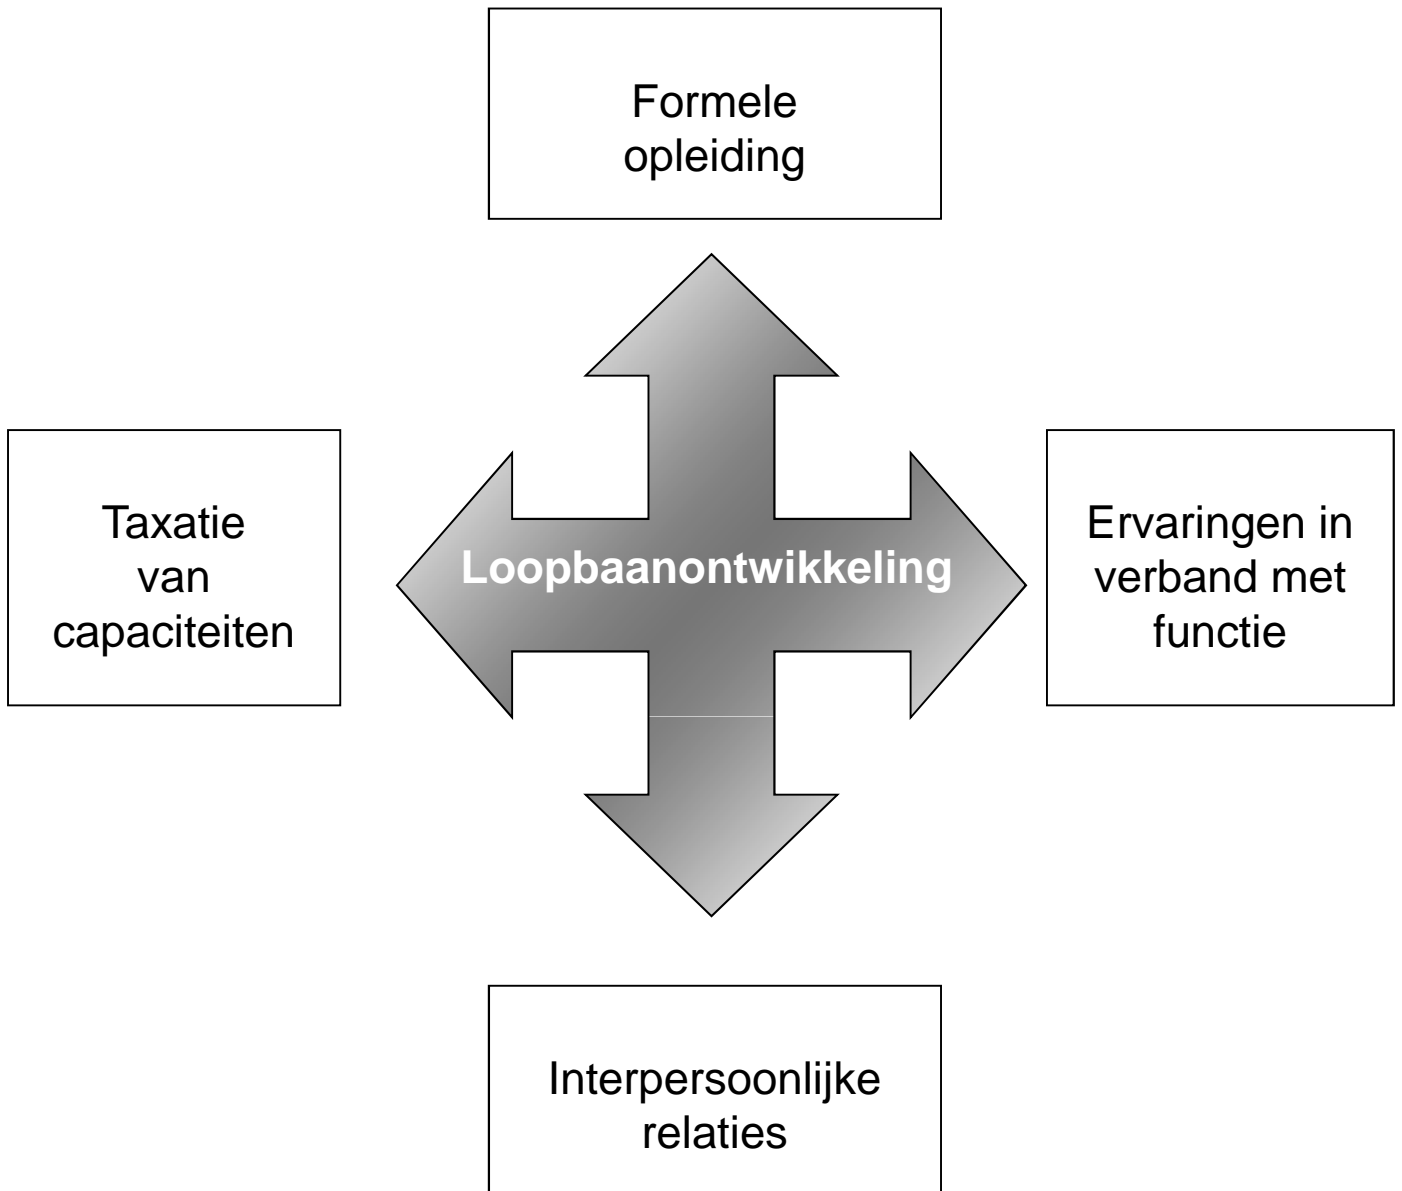 Formele
opleiding
Taxatie
van
capaciteiten
Loopbaanontwikkeling
Ervaringen in
verband met
functie
Interpersoonlijke
relaties